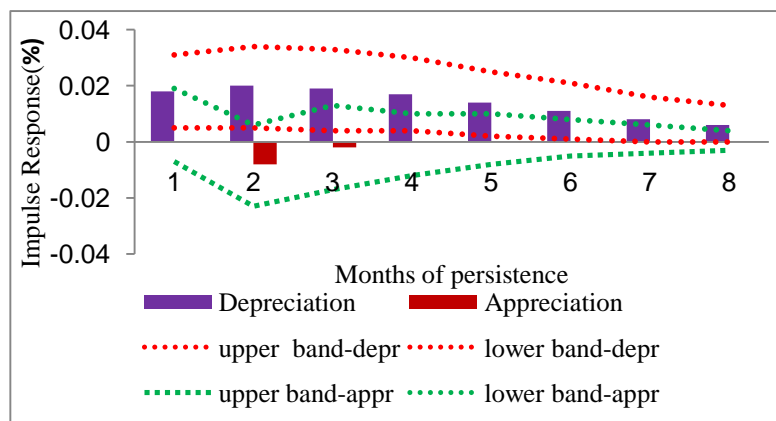 Impulse Response(%)
0.04
0.02
0
-0.02
-0.04
1 2 3 4 5 6 7 8
Months of persistence
Depreciation Appreciation
upper band-depr lower band-depr
upper band-appr lower band-appr